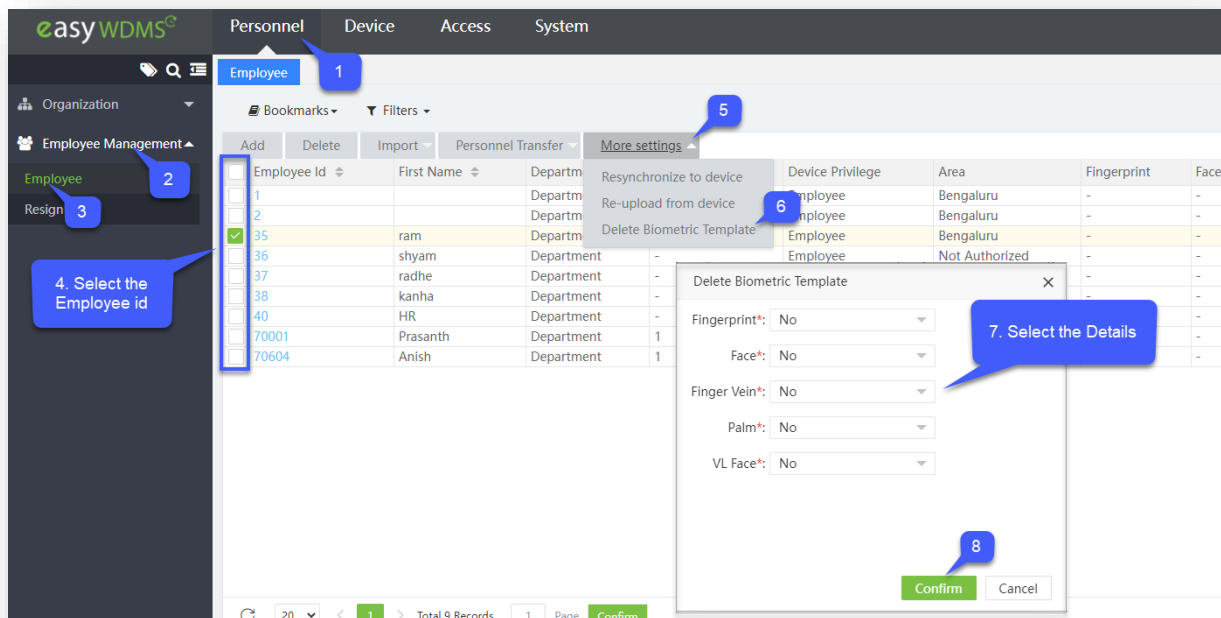 easy WDMS
Personnel Device Access System
1
Employee
Organization
Bookmarks Filters
5
Employee Management
2
Add Delete Import Personnel Transfer More settings
Employee Id First Name Departm Device Privilege Area Fingerprint Face
Resynchronize to device
Re-upload from device
Delete Biometric Template
6
Employee
3
Resign
1 Departm mployee Bengaluru - -
2 Departm mployee Bengaluru - -
35 ram Departm Employee Bengaluru - -
36 shyam Department - Employee Not Authorized - -
37 radhe Department -
38 kanha Department - -
40 HR Department - -
70001 Prasanth Department 1 -
70604 Anish Department 1 -
4. Select the
Employee id
Delete Biometric Template
Fingerprint*: No
Face*: No
Finger Vein*: No
Palm*: No
VL Face*: No
7. Select the Details
8
Confirm Cancel
20 < 1 > Total 9 Records 1 Page Confirm